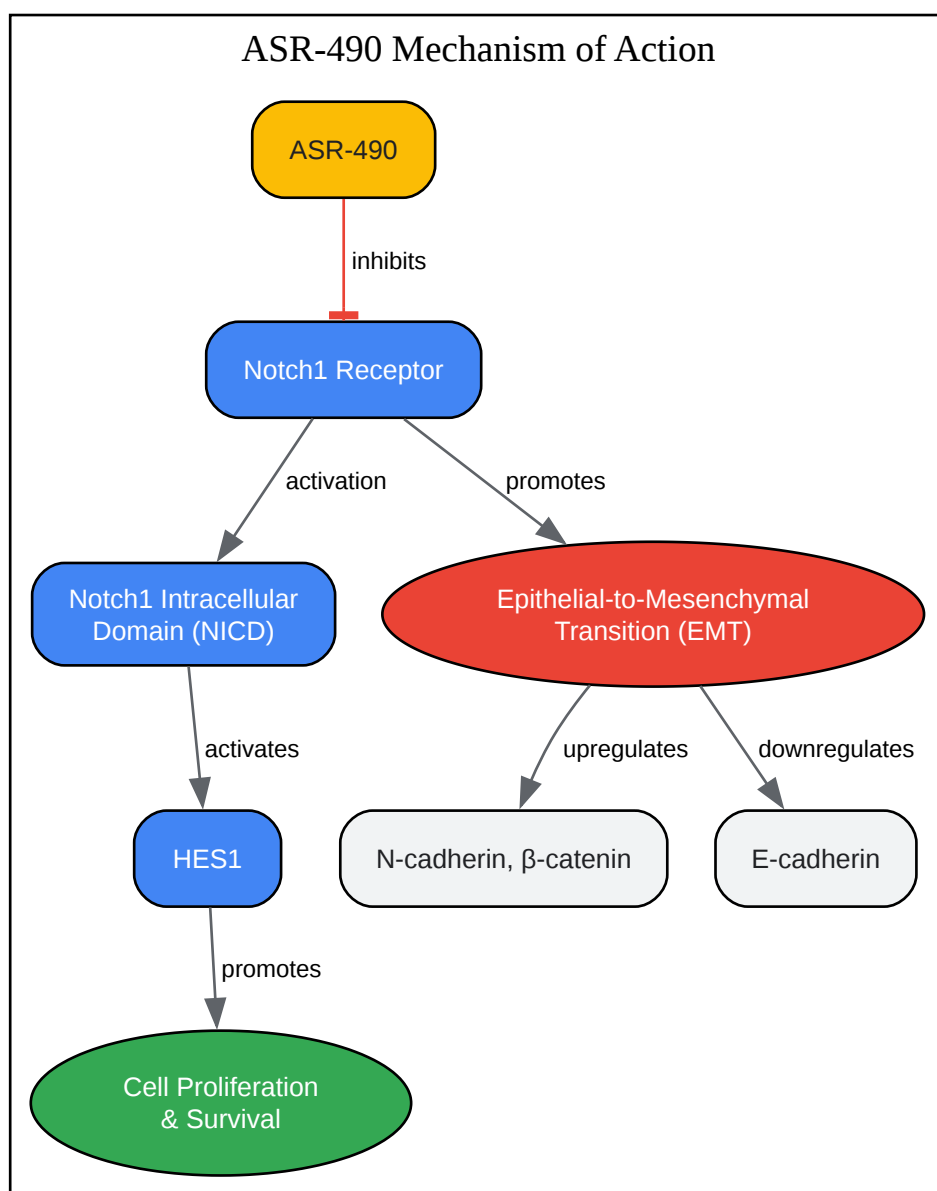 ASR-490 Mechanism of Action
ASR-490
inhibits
Notch1 Receptor
activation
promotes
Notch1 Intracellular
Domain (NICD)
Epithelial-to-Mesenchymal
Transition (EMT)
activates
upregulates
downregulates
HES1
N-cadherin, β-catenin
E-cadherin
promotes
Cell Proliferation
& Survival